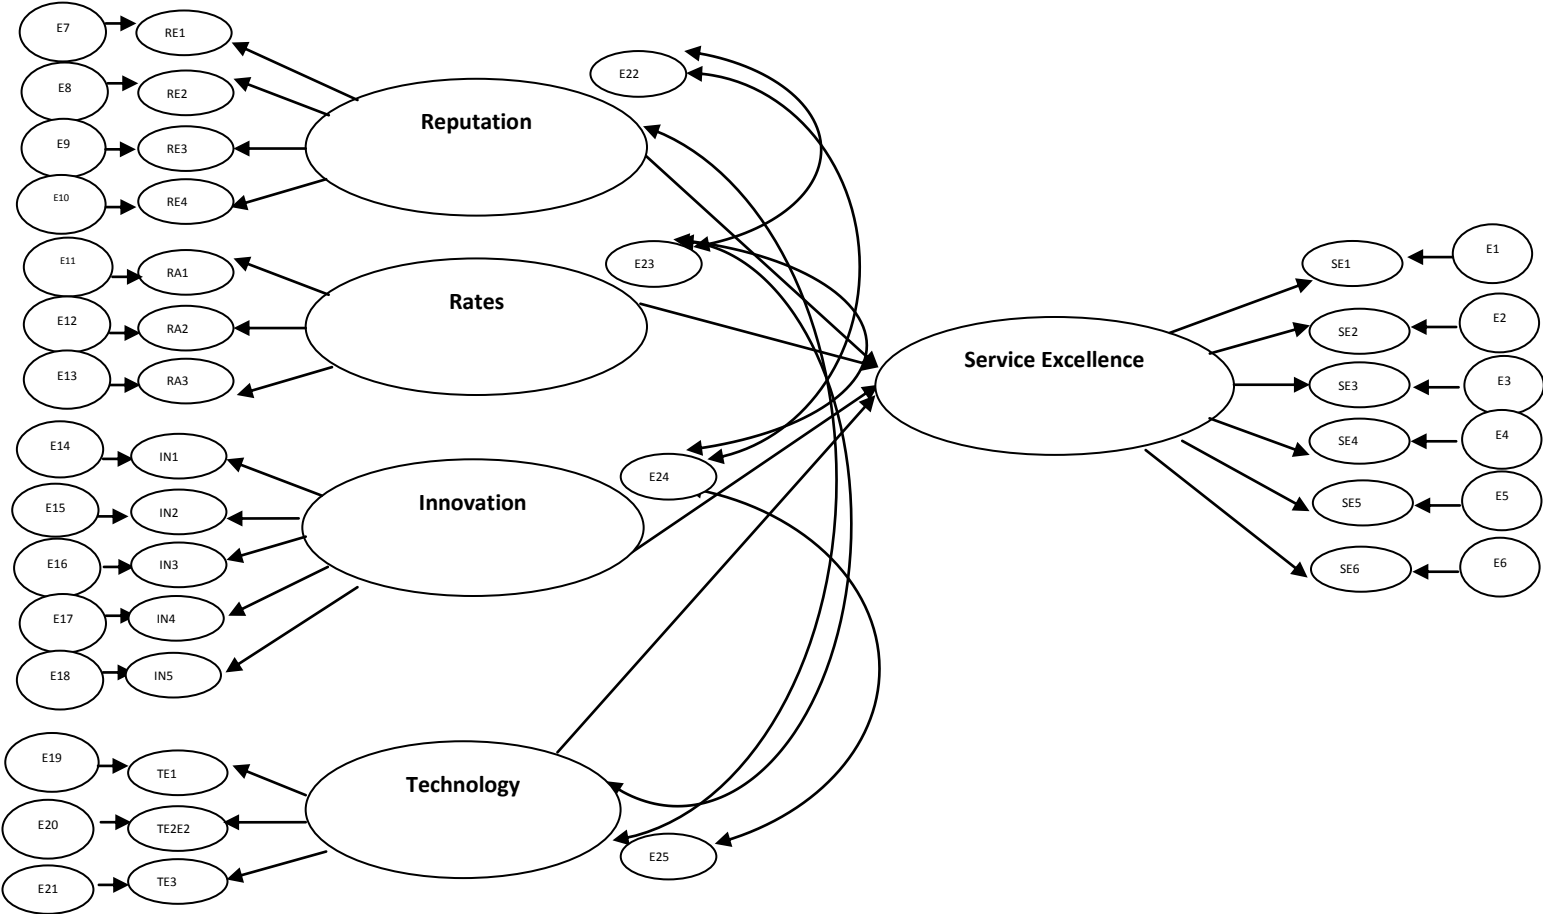 E7
RE1
E8
RE2
E9
RE3
E10
RE4
Reputation
E22
E11
RA1
E12
RA2
E13
RA3
Rates
E23
E14
IN1
E15
IN2
E16
IN3
E17
IN4
E18
IN5
Innovation
E24
E19
TE1
E20
TE2E2
E21
TE3
Technology
E25
Service Excellence
SE1
E1
SE2
E2
SE3
E3
SE4
E4
SE5
E5
SE6
E6